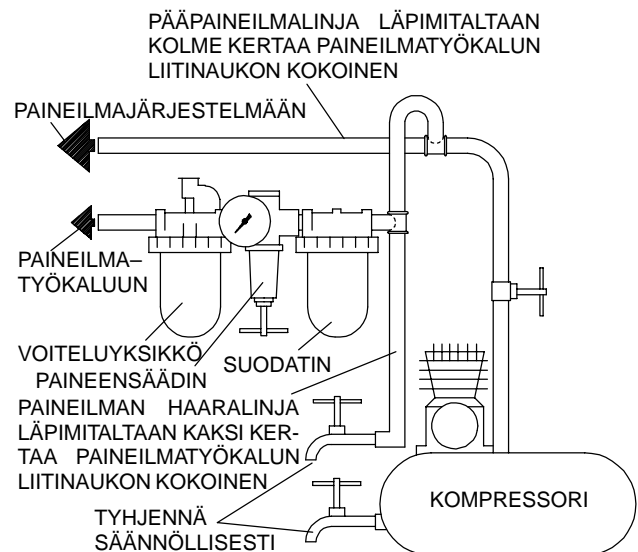 PÄÄPAINEILMALINJA LÄPIMITALTAAN
KOLME KERTAA PAINEILMATYÖKALUN
LIITINAUKON KOKOINEN
PAINEILMAJÄRJESTELMÄÄN
PAINEILMA–
TYÖKALUUN
VOITELUYKSIKKÖ
SUODATIN
PAINEENSÄÄDIN
PAINEILMAN HAARALINJA
LÄPIMITALTAAN KAKSI KER-
TAA PAINEILMATYÖKALUN
LIITINAUKON KOKOINEN
KOMPRESSORI
TYHJENNÄ
SÄÄNNÖLLISESTI